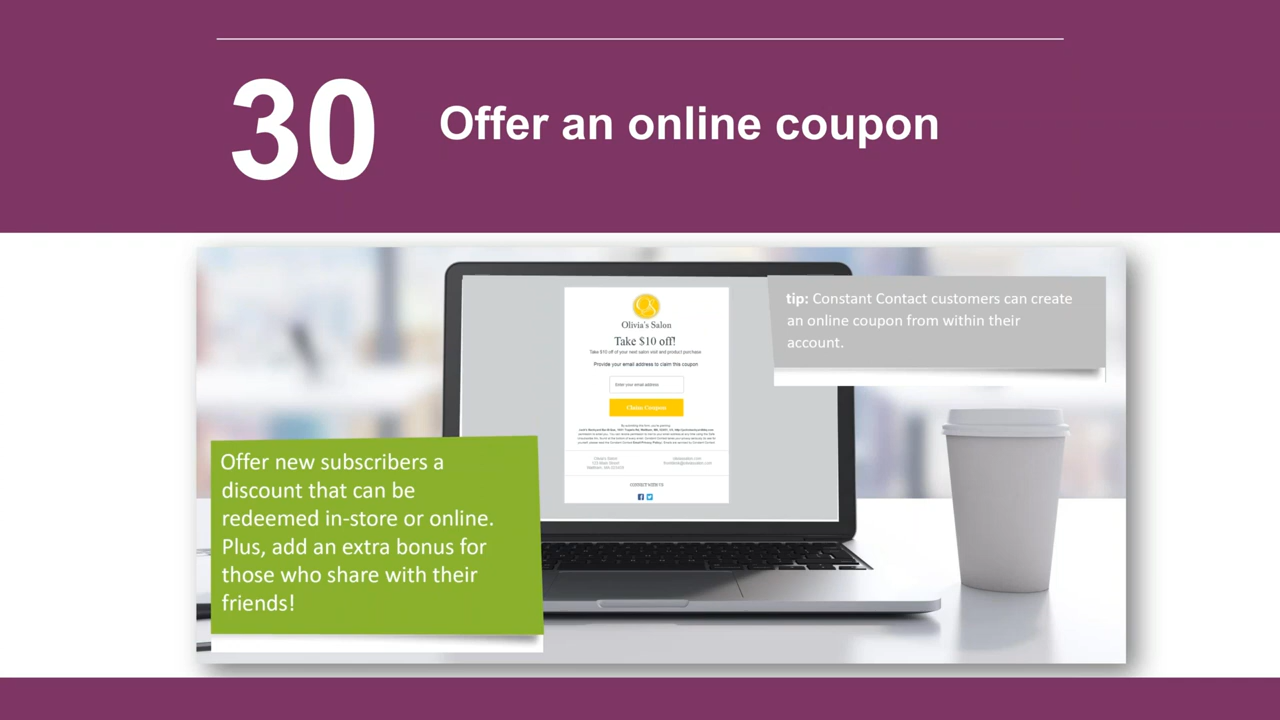 30
Offer an online coupon
tip: Constant Contact customers can create
an online coupon from within their
account.
Olivia's Salon
Take $10 off!
Take $10 off of your next salon visit and product purchase
Provide your email address to claim this coupon
Enter your email address
Claim Coupon
Offer new subscribers a
discount that can be
redeemed in-store or online.
Plus, add an extra bonus for
those who share with their
friends!